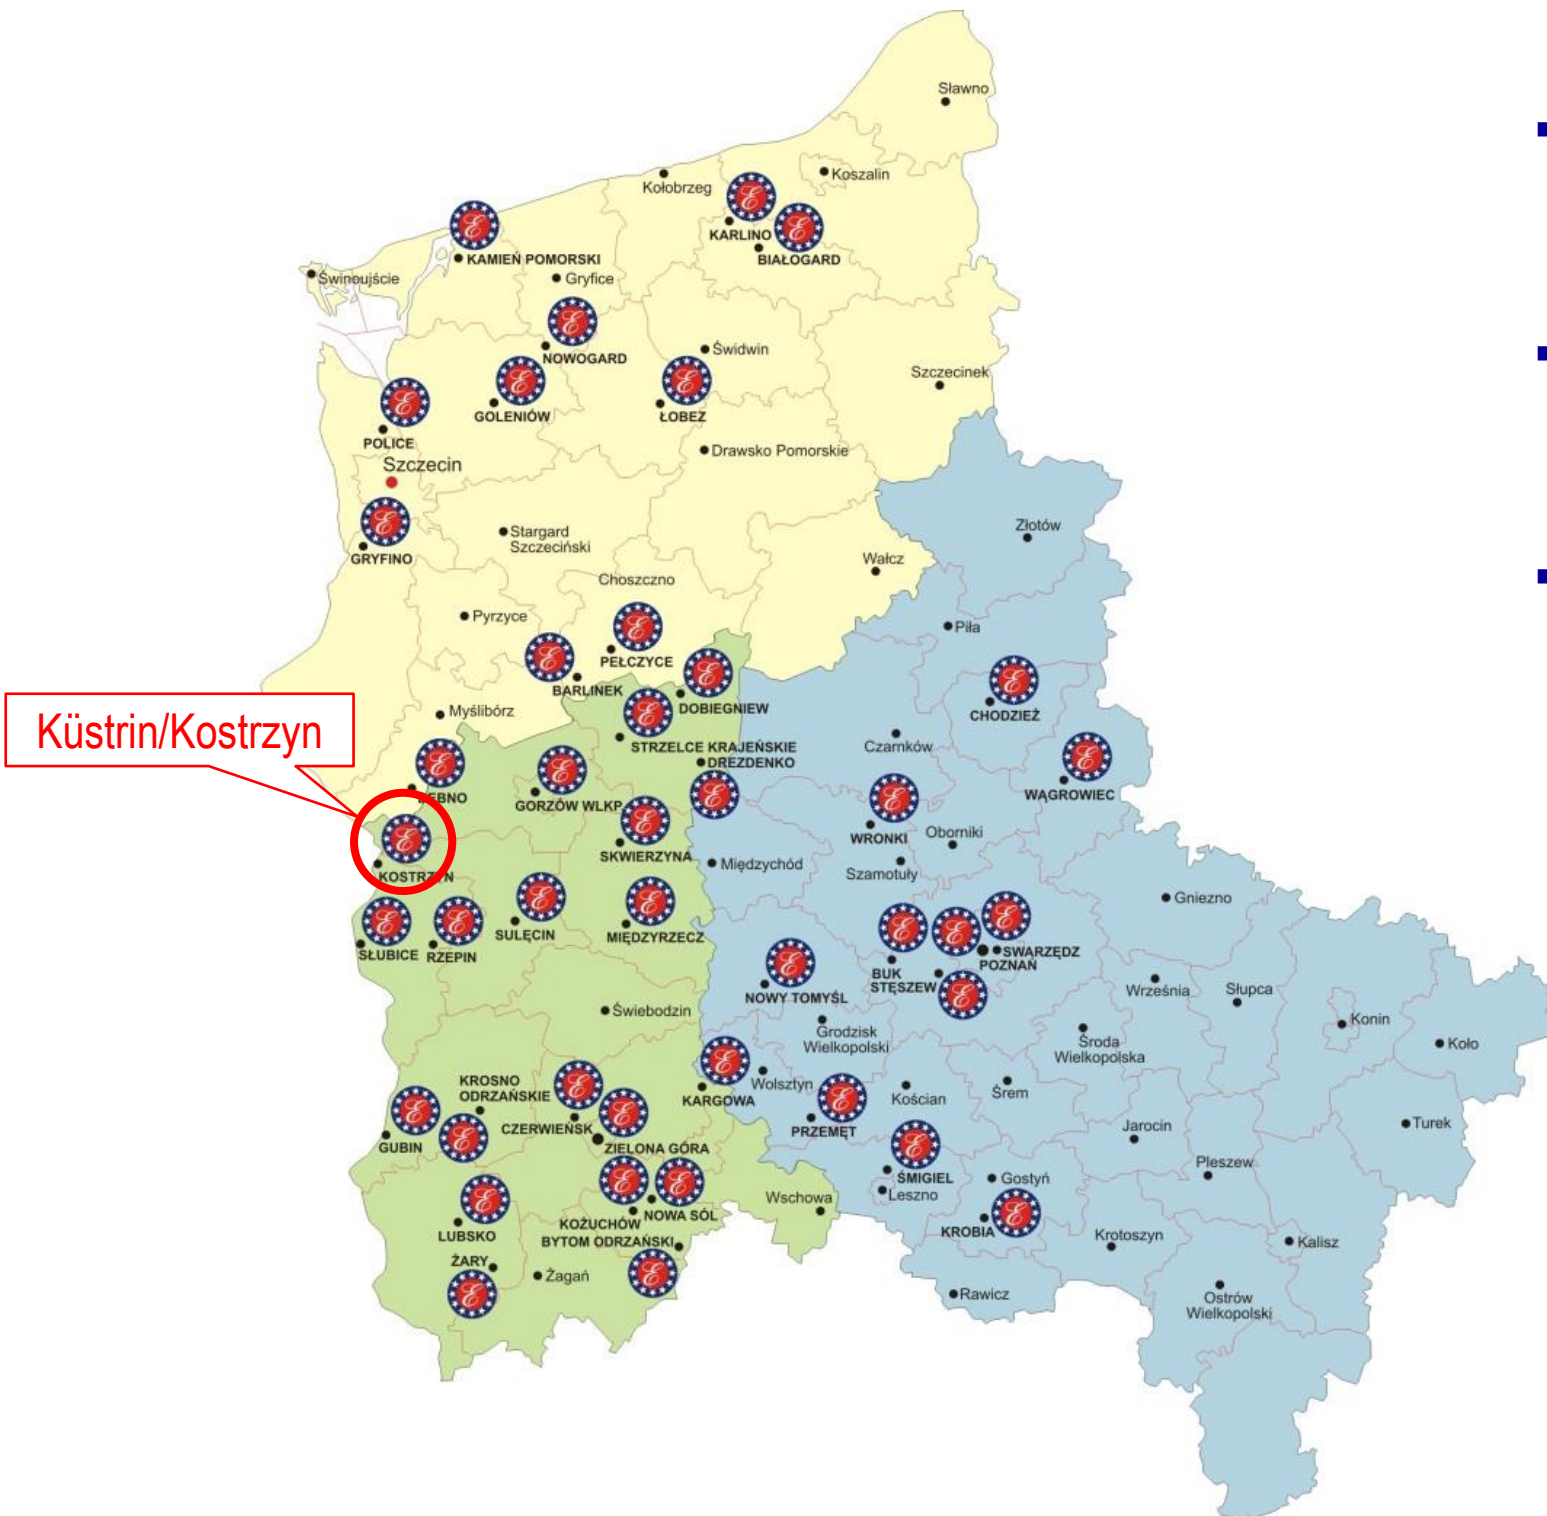 Sławno
Koszalin
Kołobrzeg
KARLINO
BIAŁOGARD
KAMIEŃ POMORSKI
Świnoujście
Gryfice
NOWOGARD
Świdwin
Szczecinek
GOLENIÓW
ŁOBEZ
POLICE
Drawsko Pomorskie
Szczecin
Złotów
Stargard
Szczeciński
GRYFINO
Wałcz
Choszczno
Pyrzyce
Piła
PEŁCZYCE
BARLINEK
DOBIEGNIEW
CHODZIEŻ
Myślibórz
Küstrin/Kostrzyn
STRZELCE KRAJEŃSKIE
Czarnków
DREZDENKO
WĄGROWIEC
DĘBNO
GORZÓW WLKP
WRONKI
Oborniki
SKWIERZYNA
Międzychód
Szamotuły
KOSTRZYN
Gniezno
SULĘCIN
MIĘDZYRZECZ
SŁUBICE
RZEPIN
SWARZĘDZ
POZNAŃ
BUK
STĘSZEW
NOWY TOMYŚL
Września
Słupca
Świebodzin
Konin
Grodzisk
Wielkopolski
Środa
Wielkopolska
Koło
KROSNO
ODRZAŃSKIE
Wolsztyn
KARGOWA
Kościan
Śrem
CZERWIEŃSK
PRZEMĘT
Jarocin
Turek
GUBIN
ZIELONA GÓRA
Pleszew
ŚMIGIEL
Leszno
Gostyń
Wschowa
NOWA SÓL
KOŻUCHÓW
KROBIA
LUBSKO
Krotoszyn
BYTOM ODRZAŃSKI
Kalisz
ŻARY
Żagań
Rawicz
Ostrów
Wielkopolski